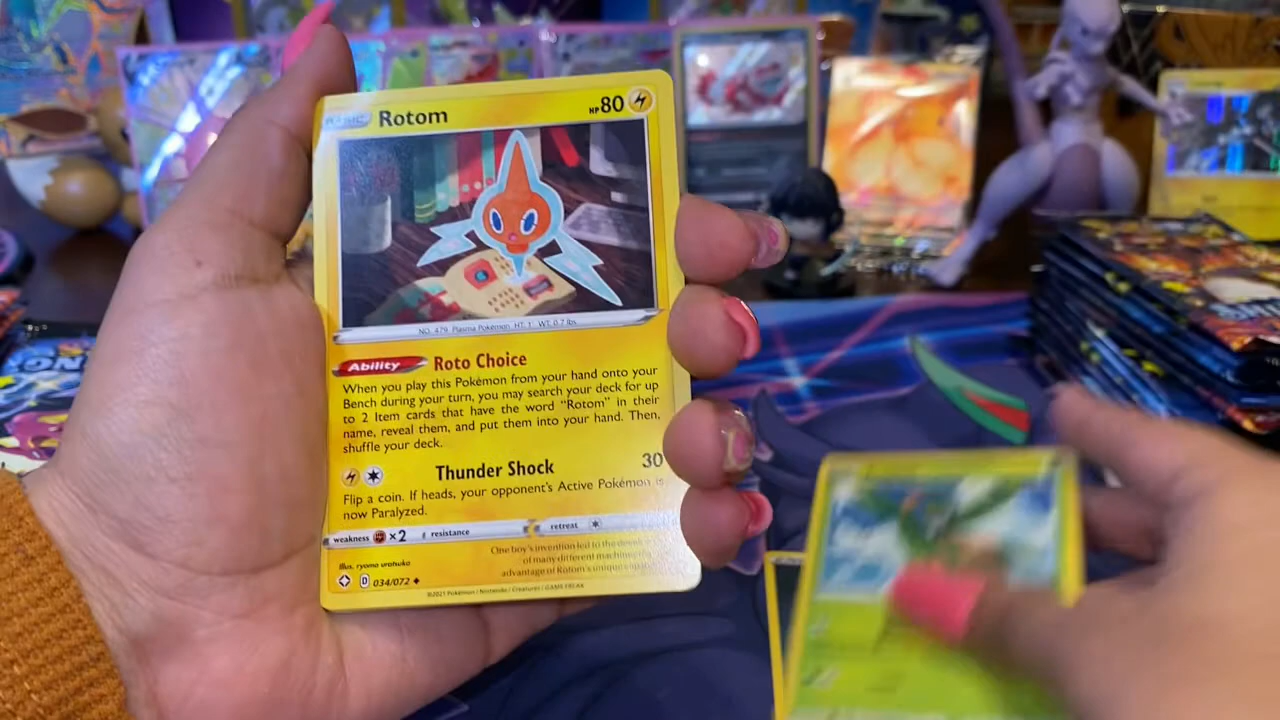 BASIC Rotom HP 80
NO. 479 Plasma Pokémon HT: 1' WT: 0.7 lbs.
Ability Roto Choice
When you play this Pokémon from your hand onto your
Bench during your turn, you may search your deck for up
to 2 Item cards that have the word “Rotom” in their
name, reveal them, and put them into your hand. Then,
shuffle your deck.
Thunder Shock 30
Flip a coin. If heads, your opponent's Active Pokémon is
now Paralyzed.
weakness ×2 resistance retreat
One boy's invention led to the
of many different machines
advantage of Rotom's unique
Illus. ryoma uratsuka
D 034/072
©2021 Pokémon / Nintendo / Creatures / GAME FREAK